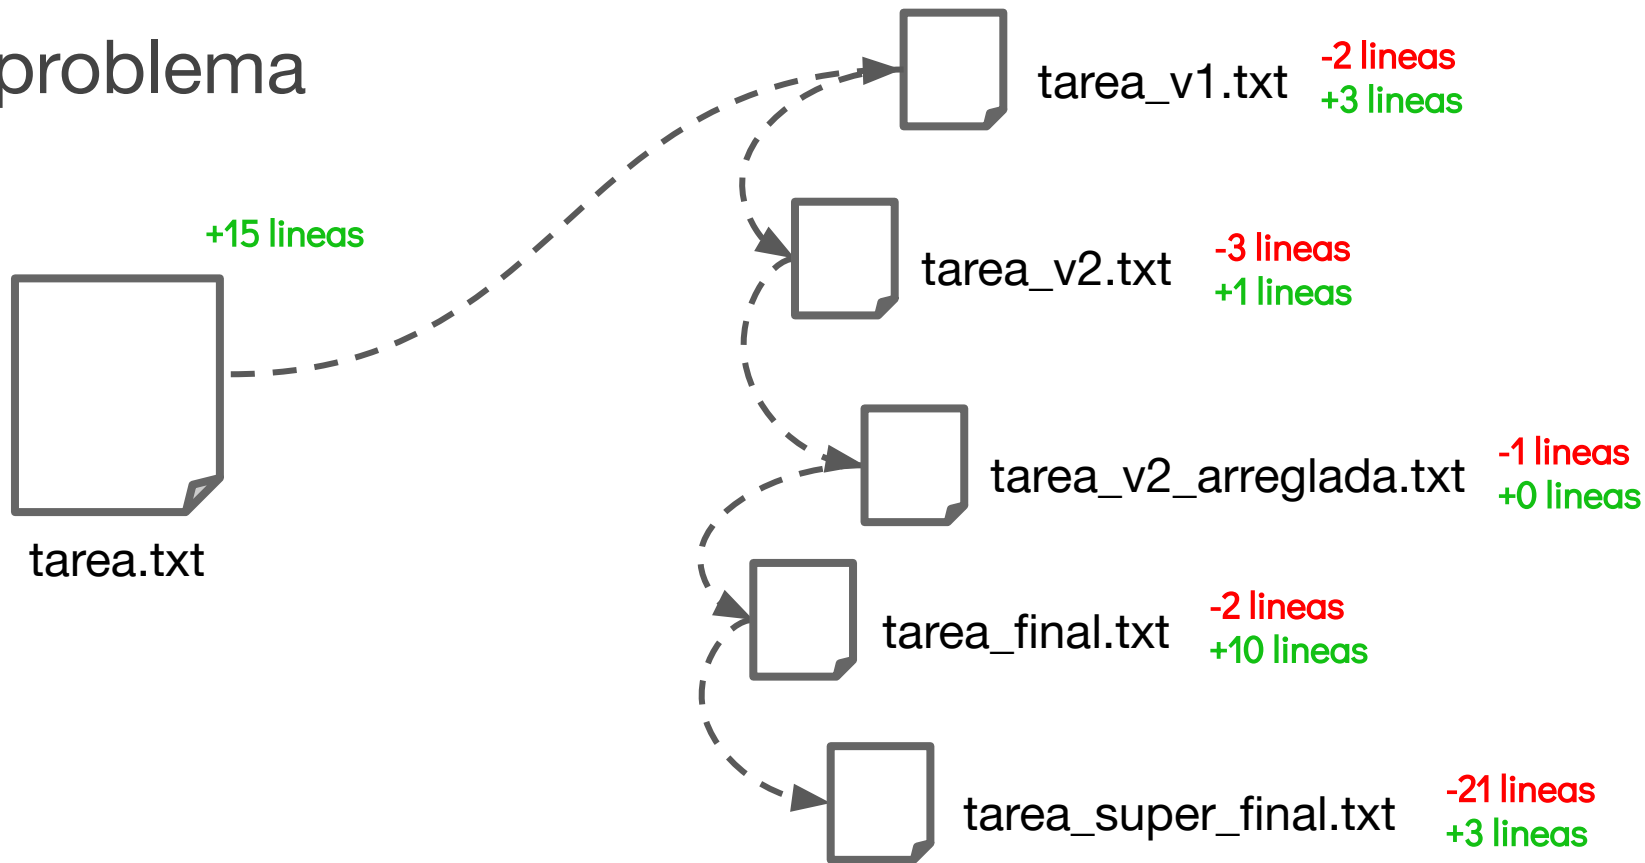 problema
tarea_v1.txt
-2 lineas
+3 lineas
+15 lineas
tarea_v2.txt
-3 lineas
+1 lineas
tarea_v2_arreglada.txt
-1 lineas
+0 lineas
tarea.txt
tarea_final.txt
-2 lineas
+10 lineas
tarea_super_final.txt
-21 lineas
+3 lineas